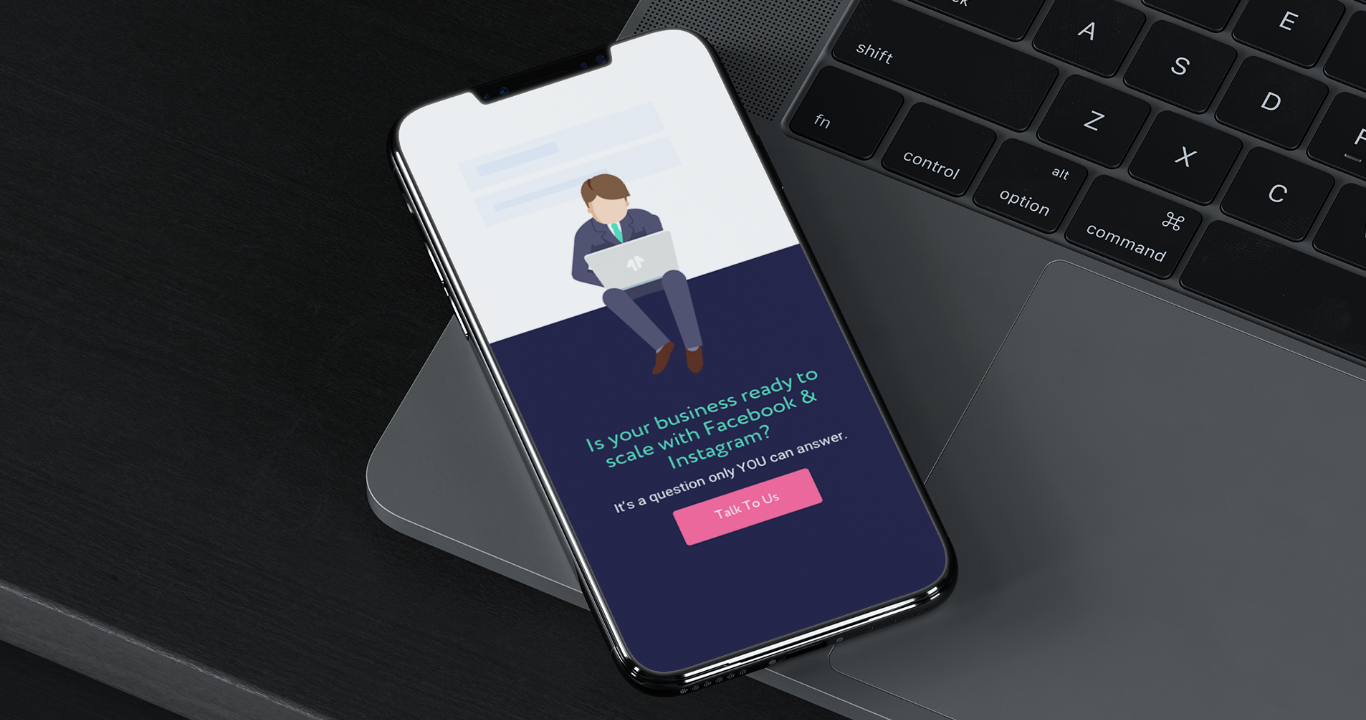 Is your business ready to
scale with Facebook &
Instagram?
It's a question only YOU can answer.
Talk To Us
E
A
shift
S
D
fn
Z
control
X
alt
option
C
⌘
command